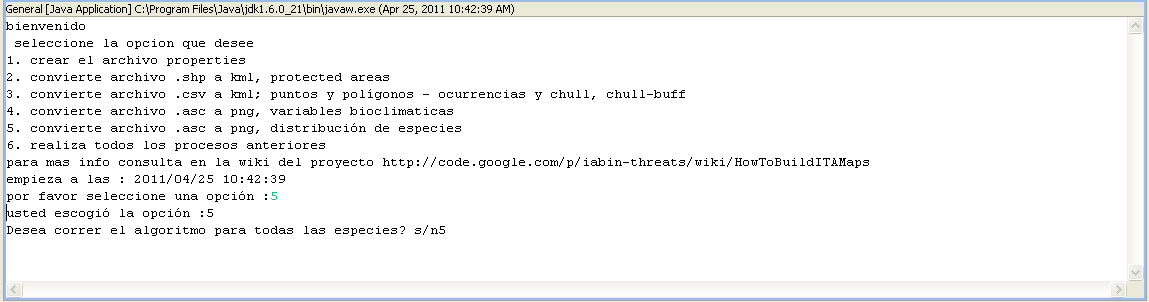 General [Java Application] C:\Program Files\Java\jdk1.6.0_21\bin\javaw.exe (Apr 25, 2011 10:42:39 AM)
bienvenido
 seleccione la opcion que desee
1. crear el archivo properties
2. convierte archivo .shp a kml, protected areas
3. convierte archivo .csv a kml; puntos y polígonos - ocurrencias y chull, chull-buff
4. convierte archivo .asc a png, variables bioclimaticas
5. convierte archivo .asc a png, distribución de especies
6. realiza todos los procesos anteriores
para mas info consulta en la wiki del proyecto http://code.google.com/p/iabin-threats/wiki/HowToBuildITAMaps
empieza a las : 2011/04/25 10:42:39
por favor seleccione una opción :5
usted escogió la opción :5
Desea correr el algoritmo para todas las especies? s/n5